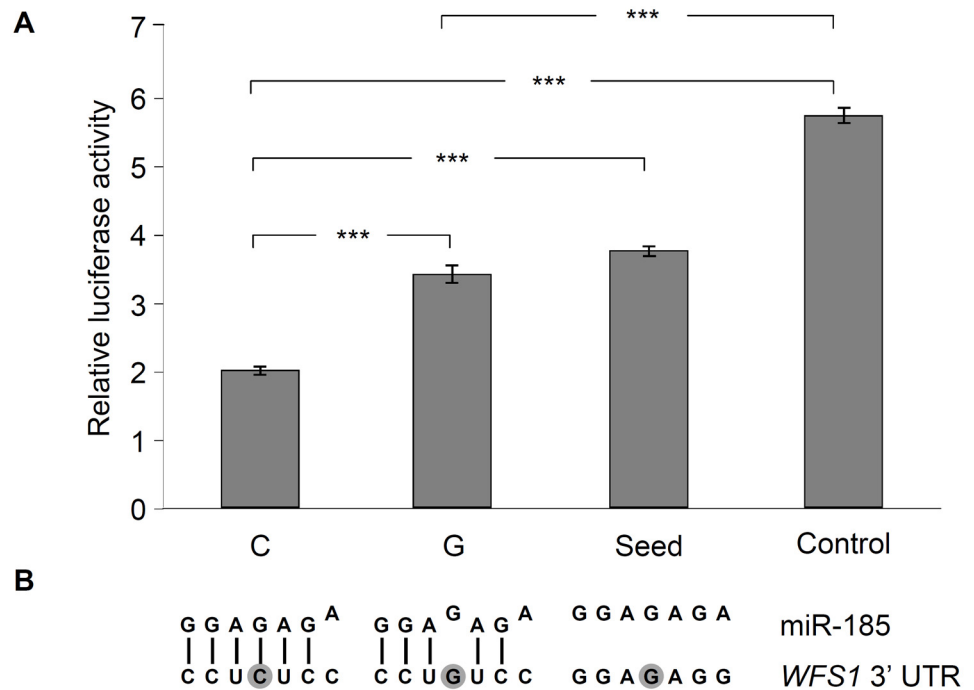 A
Relative luciferase activity
7
6
5
4
3
2
1
0
***
***
***
***
C G Seed Control
B
G G A G A G A G G A G A G A G G A G A G A miR-185
C C U C U C C C C U G U C C G G A G A G G WFS1 3’ UTR